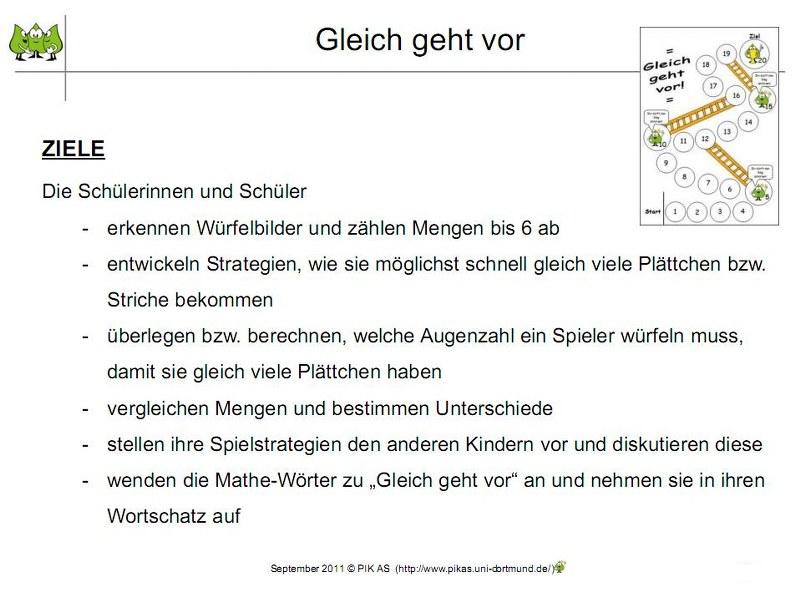 Gleich geht vor
=
Gleich
geht
vor!
=
Ziel
20
19
18
17
16
15
14
13
12
11
10
9
8
7
6
5
Start 1 2 3 4
ZIELE
Die Schülerinnen und Schüler
- erkennen Würfelbilder und zählen Mengen bis 6 ab
- entwickeln Strategien, wie sie möglichst schnell gleich viele Plättchen bzw.
Striche bekommen
- überlegen bzw. berechnen, welche Augenzahl ein Spieler würfeln muss,
damit sie gleich viele Plättchen haben
- vergleichen Mengen und bestimmen Unterschiede
- stellen ihre Spielstrategien den anderen Kindern vor und diskutieren diese
- wenden die Mathe-Wörter zu „Gleich geht vor“ an und nehmen sie in ihren
Wortschatz auf
September 2011 © PIK AS (http://www.pikas.uni-dortmund.de/)